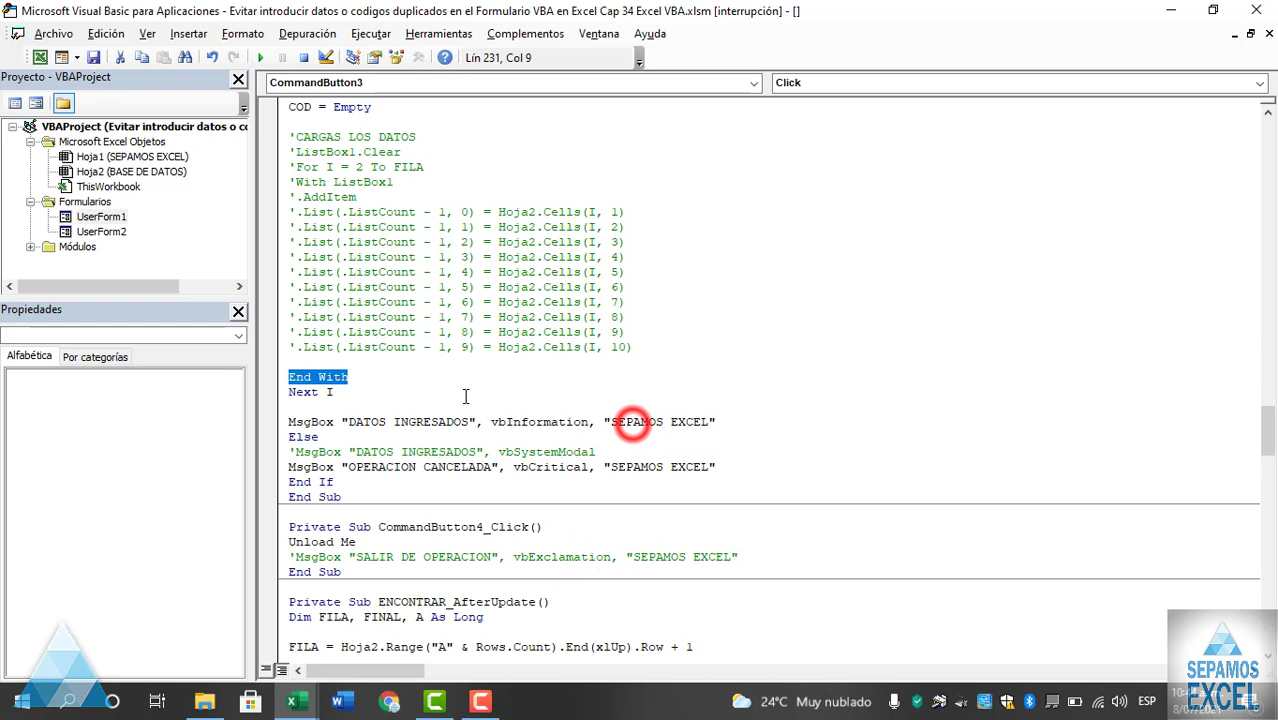 Microsoft Visual Basic para Aplicaciones - Evitar introducir datos o codigos duplicados en el Formulario VBA en Excel Cap 34 Excel VBA.xlsm [interrupción] - []
Archivo Edición Ver Insertar Formato Depuración Ejecutar Herramientas Complementos Ventana Ayuda
Lín 231, Col 9
Proyecto - VBAProject
VBAProject (Evitar introducir datos o co
Microsoft Excel Objetos
Hoja1 (SEPAMOS EXCEL)
Hoja2 (BASE DE DATOS)
ThisWorkbook
Formularios
UserForm1
UserForm2
Módulos
Propiedades
Alfabética Por categorías
CommandButton3 Click
COD = Empty
'CARGAS LOS DATOS
'ListBox1.Clear
'For I = 2 To FILA
'With ListBox1
'.AddItem
'.List(.ListCount - 1, 0) = Hoja2.Cells(I, 1)
'.List(.ListCount - 1, 1) = Hoja2.Cells(I, 2)
'.List(.ListCount - 1, 2) = Hoja2.Cells(I, 3)
'.List(.ListCount - 1, 3) = Hoja2.Cells(I, 4)
'.List(.ListCount - 1, 4) = Hoja2.Cells(I, 5)
'.List(.ListCount - 1, 5) = Hoja2.Cells(I, 6)
'.List(.ListCount - 1, 6) = Hoja2.Cells(I, 7)
'.List(.ListCount - 1, 7) = Hoja2.Cells(I, 8)
'.List(.ListCount - 1, 8) = Hoja2.Cells(I, 9)
'.List(.ListCount - 1, 9) = Hoja2.Cells(I, 10)
End With
Next I
MsgBox "DATOS INGRESADOS", vbInformation, "SEPAMOS EXCEL"
Else
'MsgBox "DATOS INGRESADOS", vbSystemModal
MsgBox "OPERACION CANCELADA", vbCritical, "SEPAMOS EXCEL"
End If
End Sub
Private Sub CommandButton4_Click()
Unload Me
'MsgBox "SALIR DE OPERACION", vbExclamation, "SEPAMOS EXCEL"
End Sub
Private Sub ENCONTRAR_AfterUpdate()
Dim FILA, FINAL, A As Long
FILA = Hoja2.Range("A" & Rows.Count).End(xlUp).Row + 1
SEPAMOS
EXCEL
24°C Muy nublado
ESP